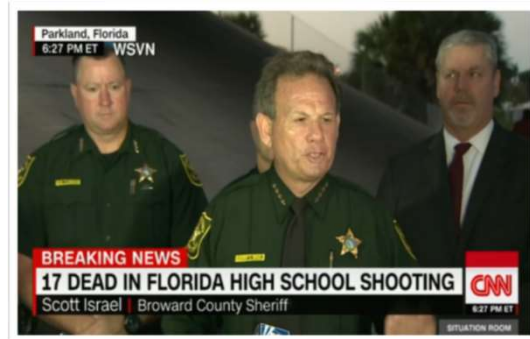 Parkland, Florida
6:27 PM ET WSVN
BREAKING NEWS
17 DEAD IN FLORIDA HIGH SCHOOL SHOOTING
CNN
Scott Israel | Broward County Sheriff
6:27 PM ET
SITUATION ROOM